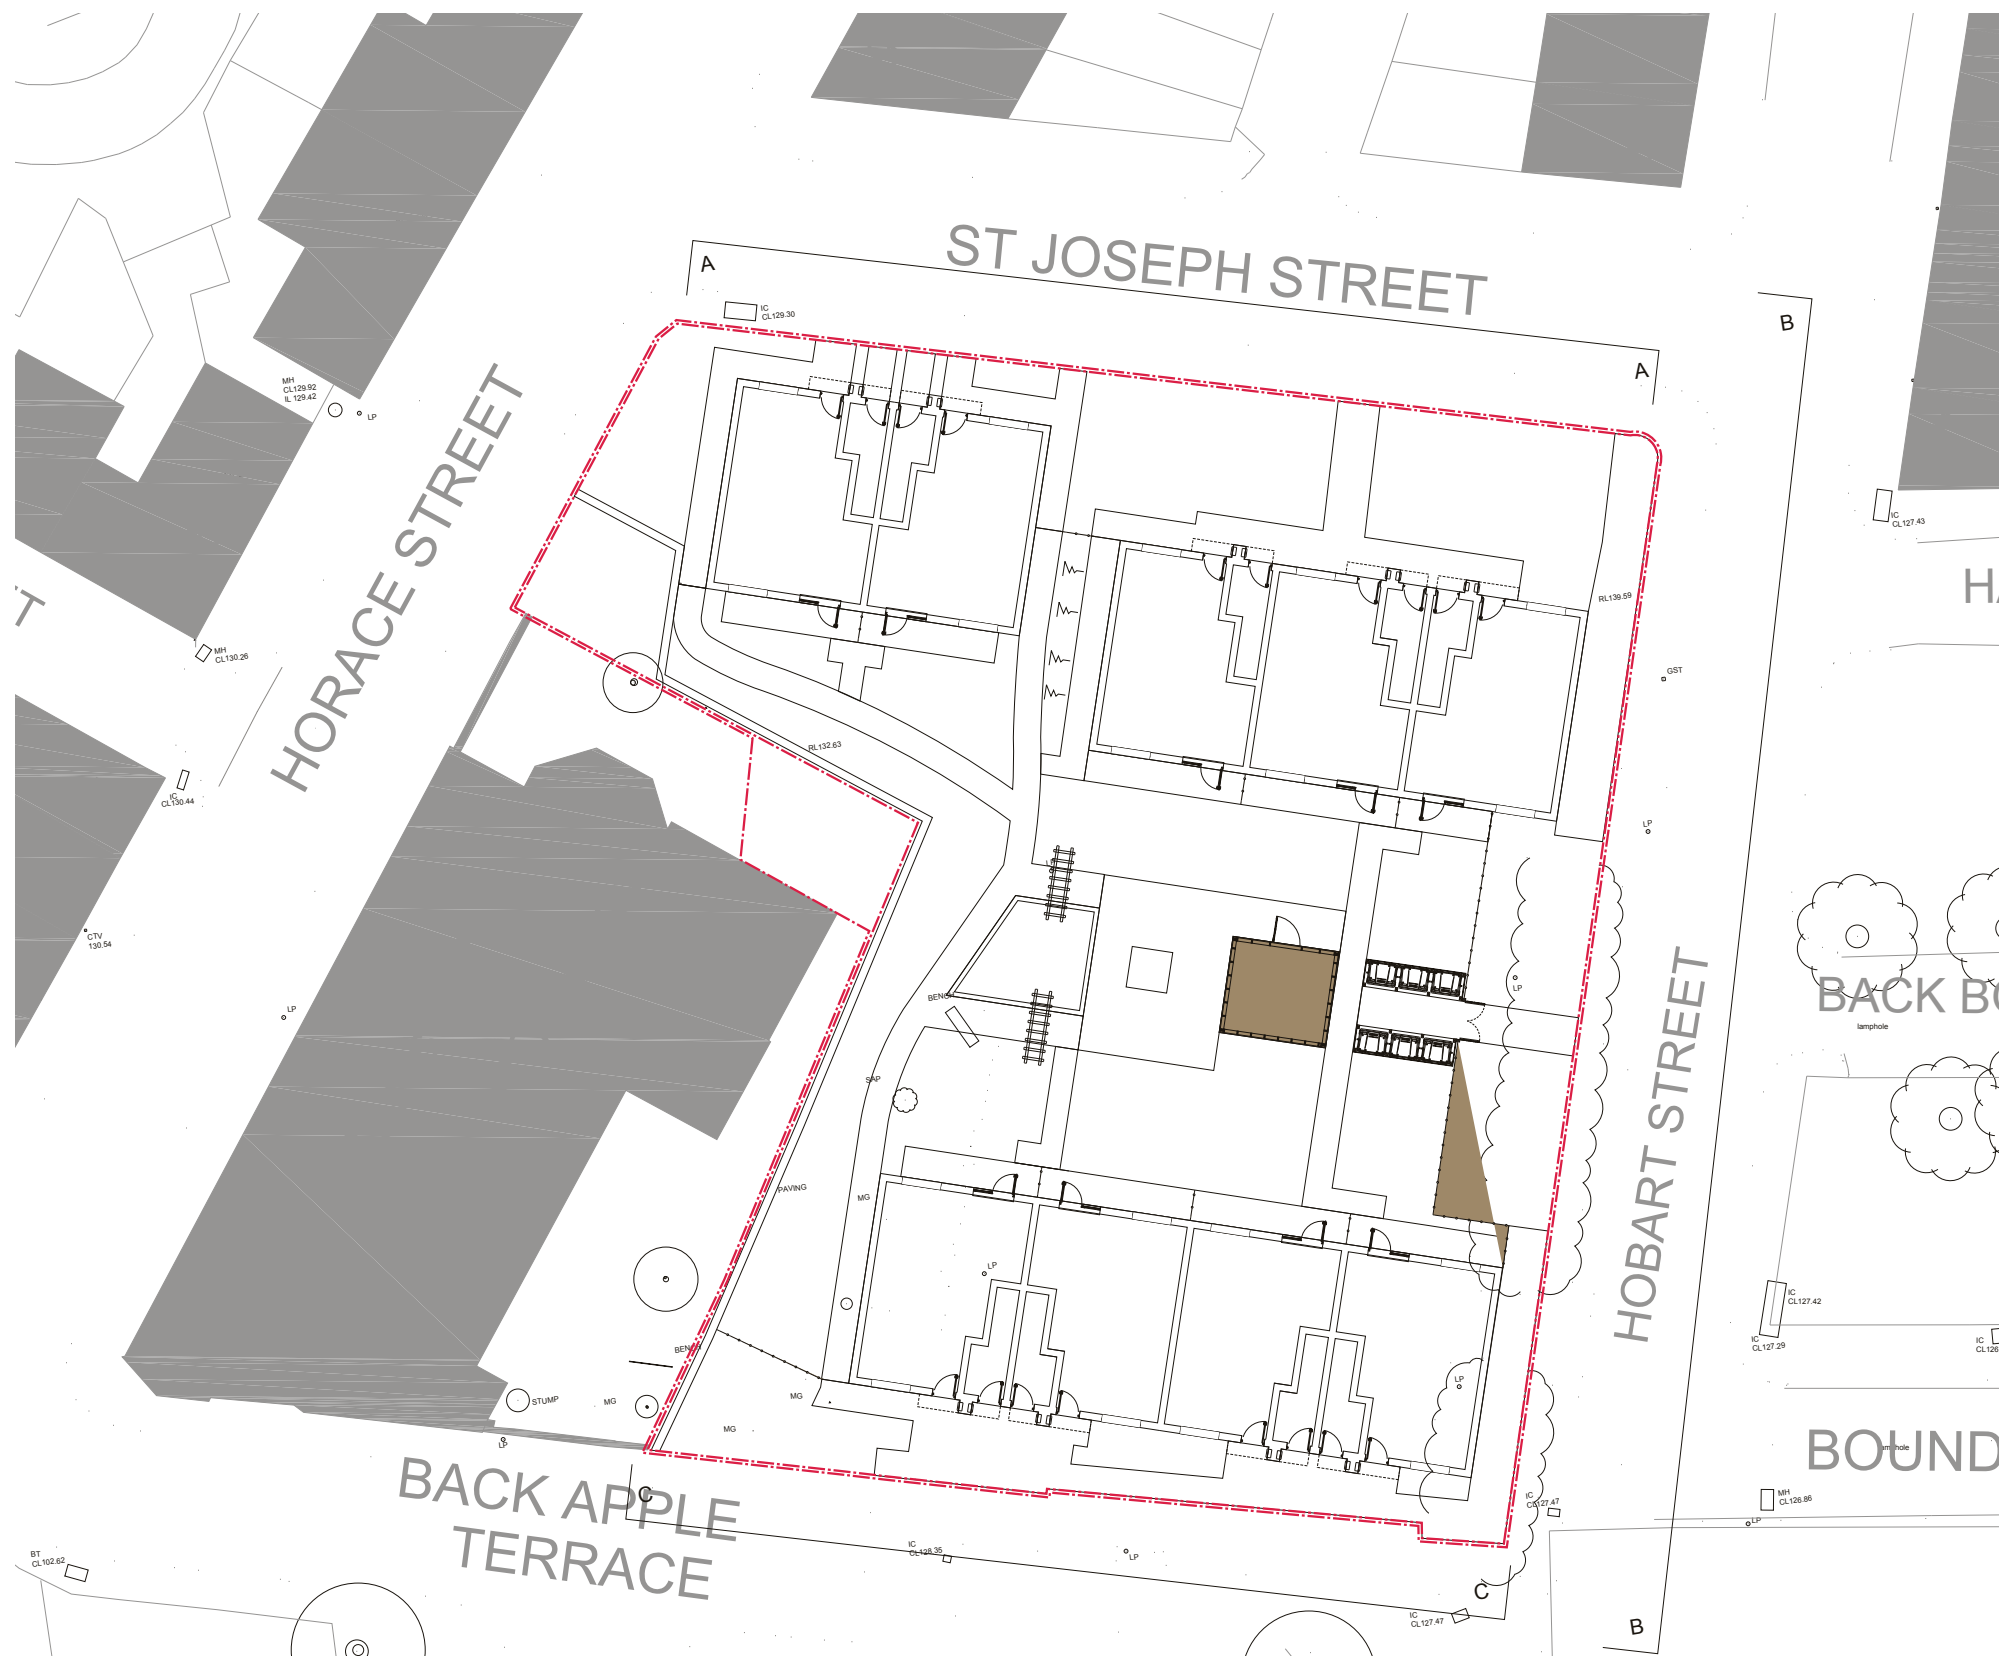 ST JOSEPH STREET
A
A
B
IC
CL129.30
MH
CL129.92
IL 129.42
LP
HORACE STREET
IC
CL127.43
RL139.59
GST
MH
CL130.26
RL132.63
IC
CL130.44
LP
CTV
130.54
LP
LP
BENCH
HOBART STREET
BACK BO
lamphole
SAP
PAVING
MG
LP
IC
CL127.42
IC
CL127.29
IC
CL126
BENCH
LP
STUMP
MG
MG
MG
LP
BOUND
MH
CL126.86
LP
IC
CL127.47
C
BACK APPLE
TERRACE
IC
CL128.35
LP
BT
CL102.62
C
IC
CL127.47
B